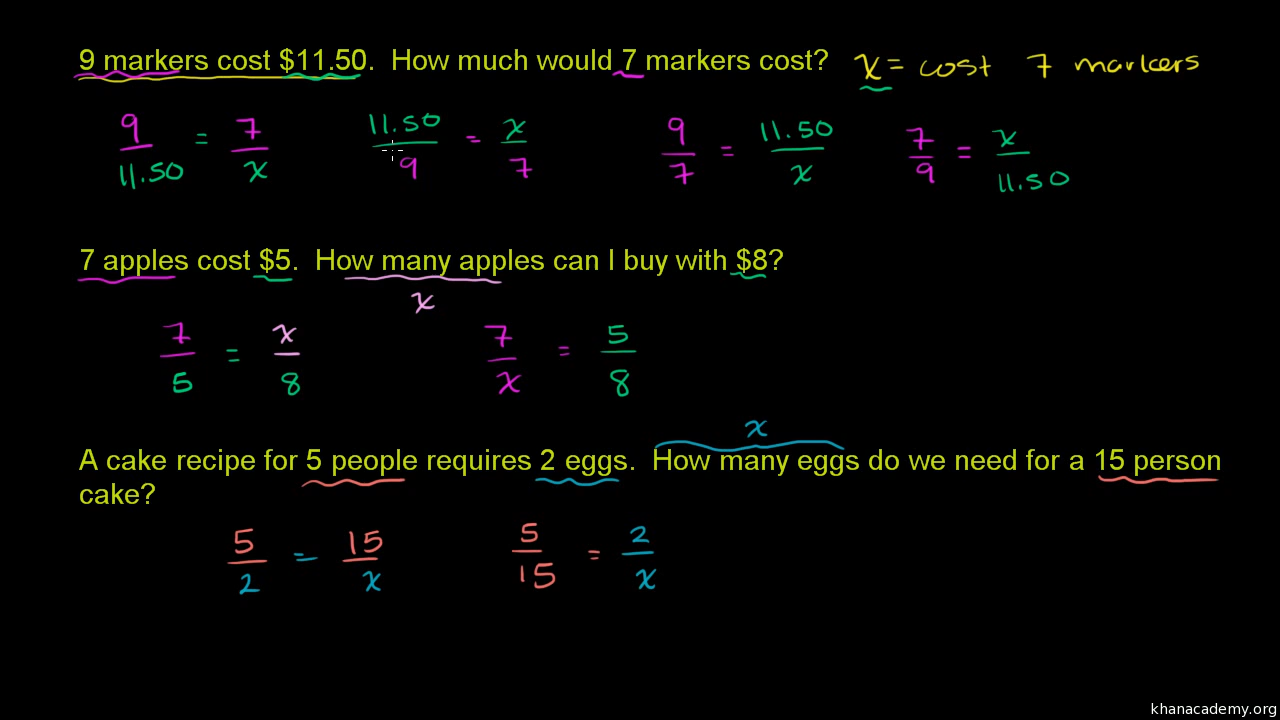 9 markers cost $11.50. How much would 7 markers cost? x = cost 7 markers
9/11.50 = 7/x 11.50/9 = x/7 9/7 = 11.50/x 7/9 = x/11.50
7 apples cost $5. How many apples can I buy with $8?
x
7/5 = x/8 7/x = 5/8
x
A cake recipe for 5 people requires 2 eggs. How many eggs do we need for a 15 person
cake?
5/2 = 15/x 5/15 = 2/x
khanacademy.org